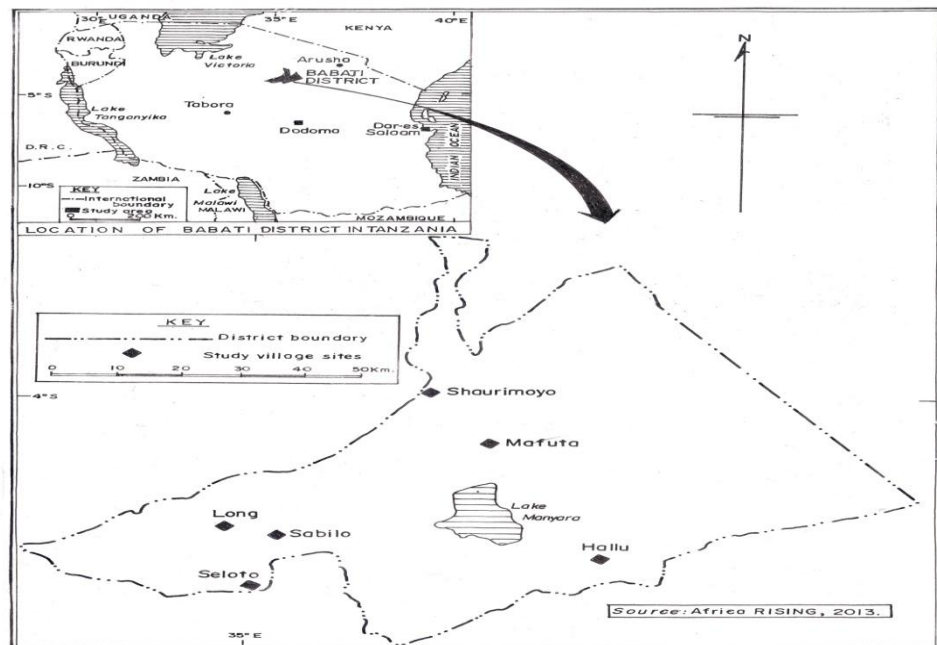 30°E
35°E
40°E
UGANDA
KENYA
RWANDA
BURUNDI
Lake
Victoria
Arusha
BABATI
DISTRICT
5°S
Lake
Tanganyika
Tabora
Dodoma
Dar-es
Salaam
INDIAN OCEAN
D.R.C.
ZAMBIA
10°S
KEY
International
boundary
Study area
0 200 Km.
Lake
Malawi
MALAWI
MOZAMBIQUE
LOCATION OF BABATI DISTRICT IN TANZANIA
N
KEY
District boundary
Study village sites
0 10 20 30 40 50Km.
4°S
Shaurimoyo
Mafuta
Long
Sabilo
Lake
Manyara
Hallu
Seloto
Source: Africa RISING, 2013.
35°E